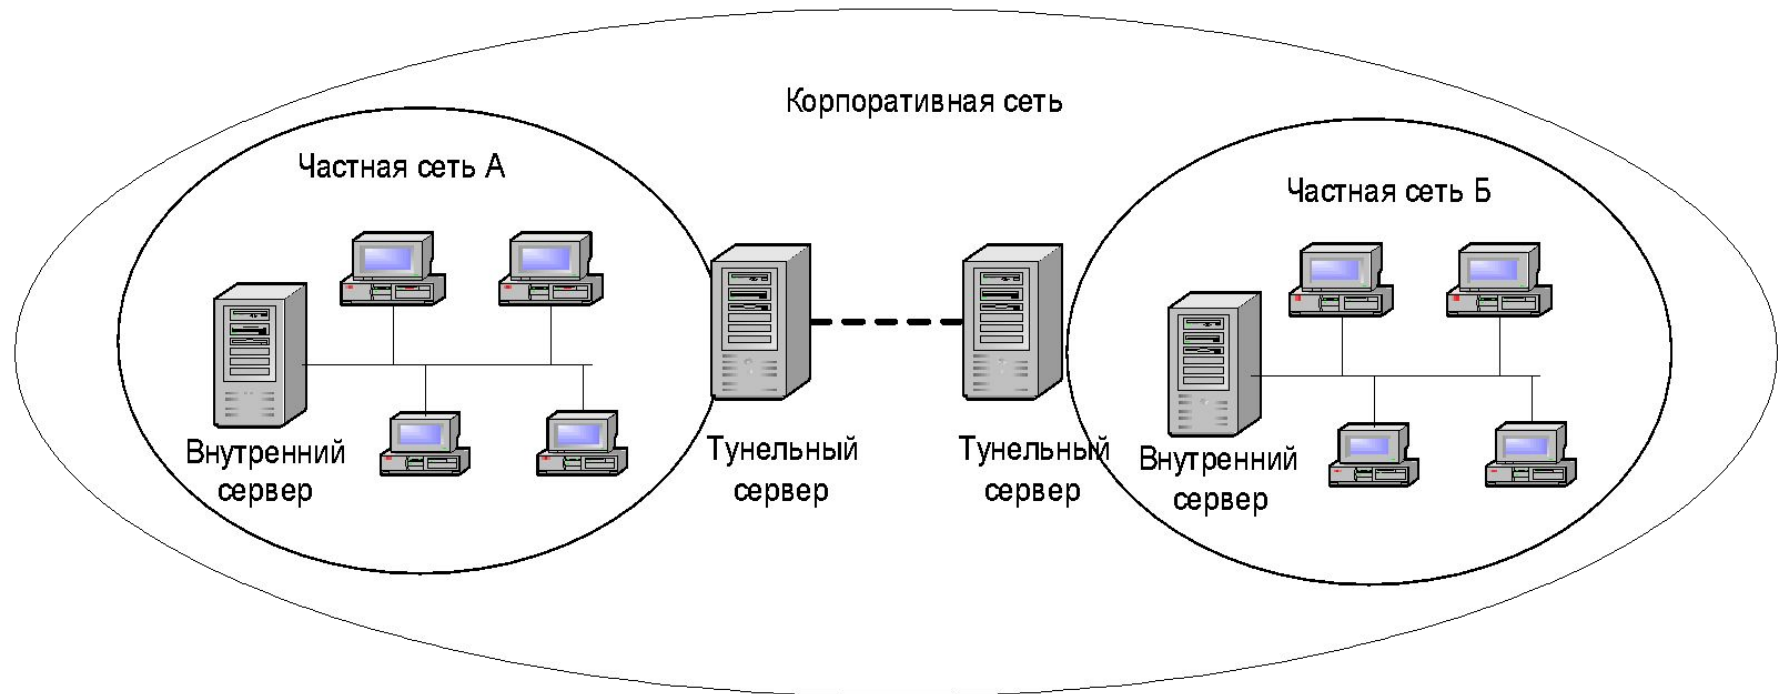 Корпоративная сеть
Частная сеть А
Частная сеть Б
Внутренний
сервер
Тунельный
сервер
Тунельный
сервер
Внутренний
сервер